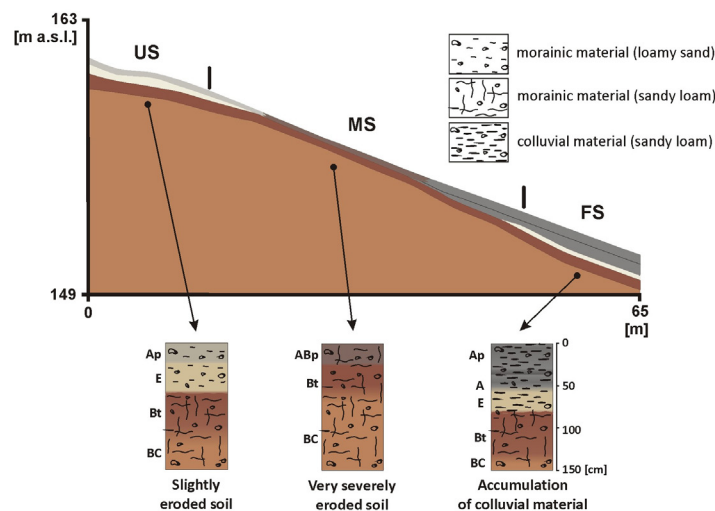 163
[m a.s.l.]
US
MS
FS
morainic material (loamy sand)
morainic material (sandy loam)
colluvial material (sandy loam)
149
0
65
[m]
Ap
E
Bt
BC
ABp
Bt
BC
Ap
A
E
Bt
BC
0
50
100
150 [cm]
Slightly
eroded soil
Very severely
eroded soil
Accumulation
of colluvial material